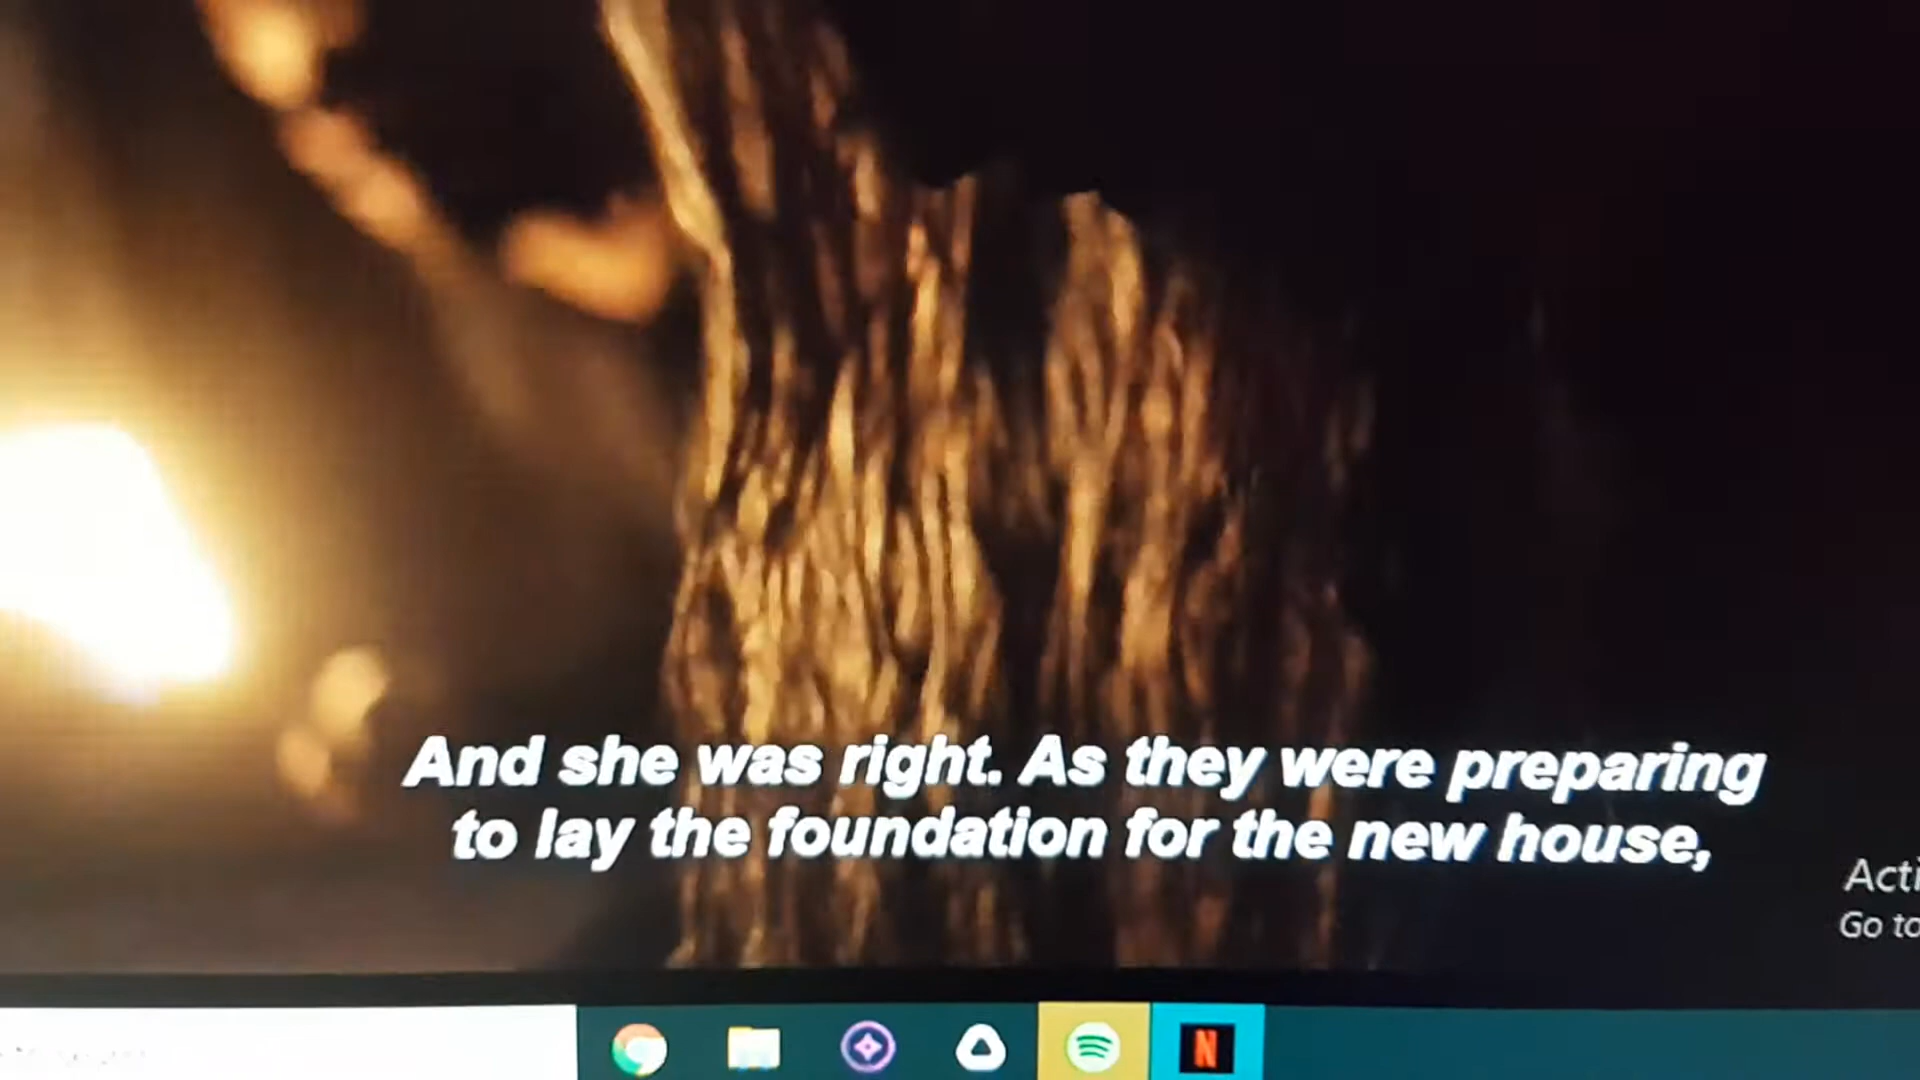 And she was right. As they were preparing
to lay the foundation for the new house,
Acti
Go to
N